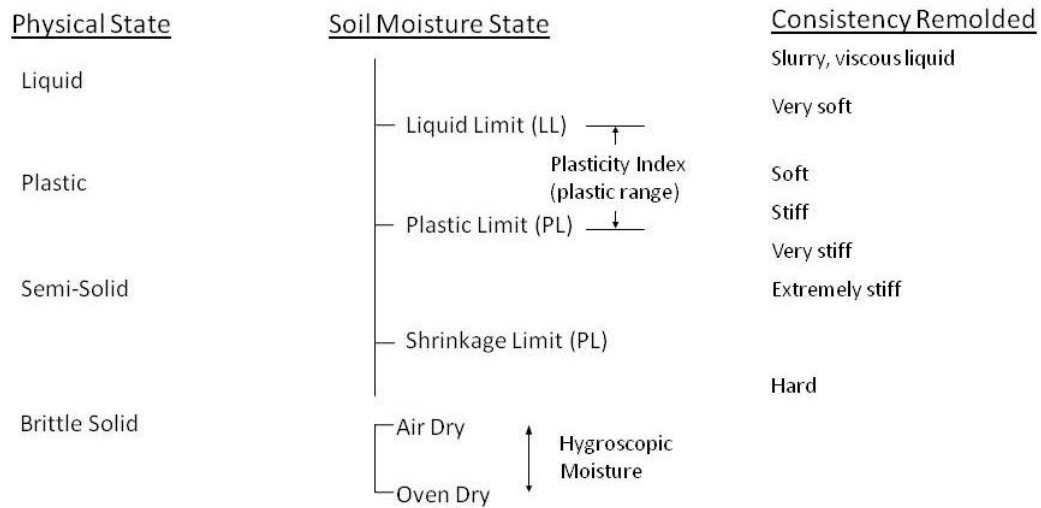 Physical State
Soil Moisture State
Consistency Remolded
Slurry, viscous liquid
Liquid
Very soft
Liquid Limit (LL)
Plasticity Index
(plastic range)
Plastic
Soft
Stiff
Plastic Limit (PL)
Very stiff
Semi-Solid
Extremely stiff
Shrinkage Limit (PL)
Hard
Brittle Solid
Air Dry
Hygroscopic
Moisture
Oven Dry